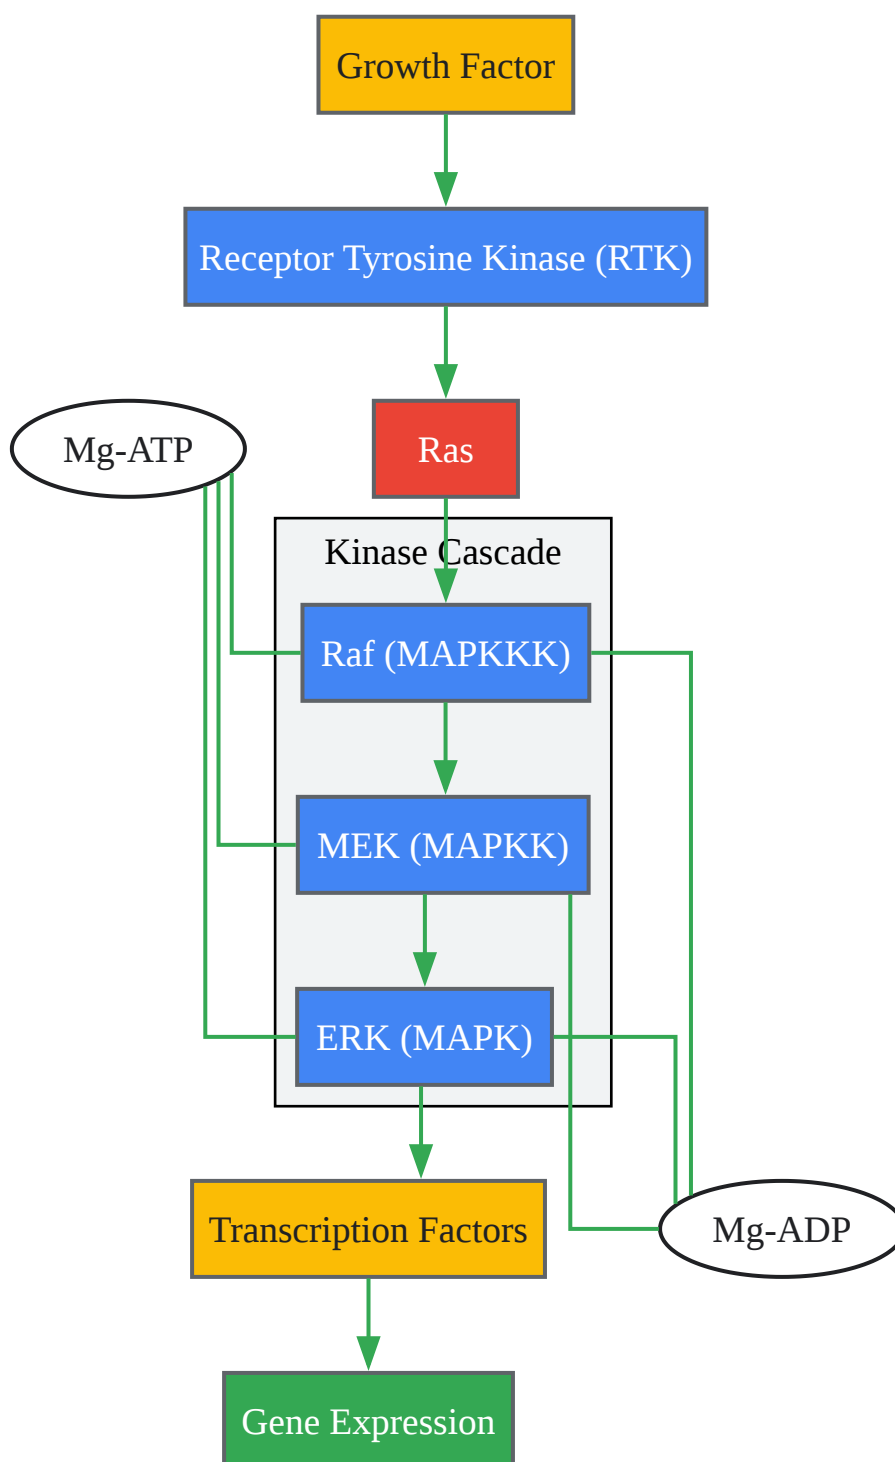 Growth Factor
Receptor Tyrosine Kinase (RTK)
Mg-ATP
Ras
Kinase Cascade
Raf (MAPKKK)
MEK (MAPKK)
ERK (MAPK)
Transcription Factors
Mg-ADP
Gene Expression